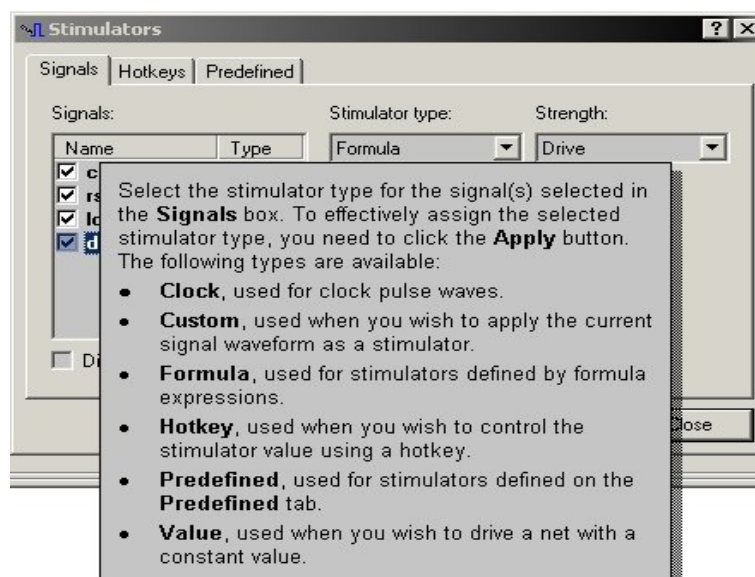 Stimulators
Signals Hotkeys Predefined
Signals: Stimulator type: Strength:
Name Type Formula Drive
Select the stimulator type for the signal(s) selected in
the Signals box. To effectively assign the selected
stimulator type, you need to click the Apply button.
The following types are available:
• Clock, used for clock pulse waves.
• Custom, used when you wish to apply the current
signal waveform as a stimulator.
• Formula, used for stimulators defined by formula
expressions.
• Hotkey, used when you wish to control the
stimulator value using a hotkey.
• Predefined, used for stimulators defined on the
Predefined tab.
• Value, used when you wish to drive a net with a
constant value.